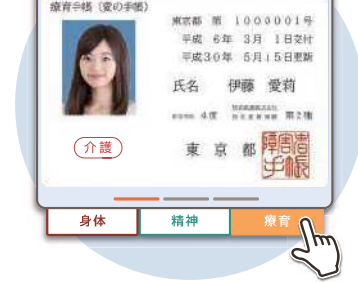 療育手帳（愛の手帳）
東京都 第 1000001号
平成 6年 3月 1日交付
平成30年 5月15日更新
氏名 伊藤 愛莉
4度 第2種
介護
東京都
障害者手帳
身体
精神
療育